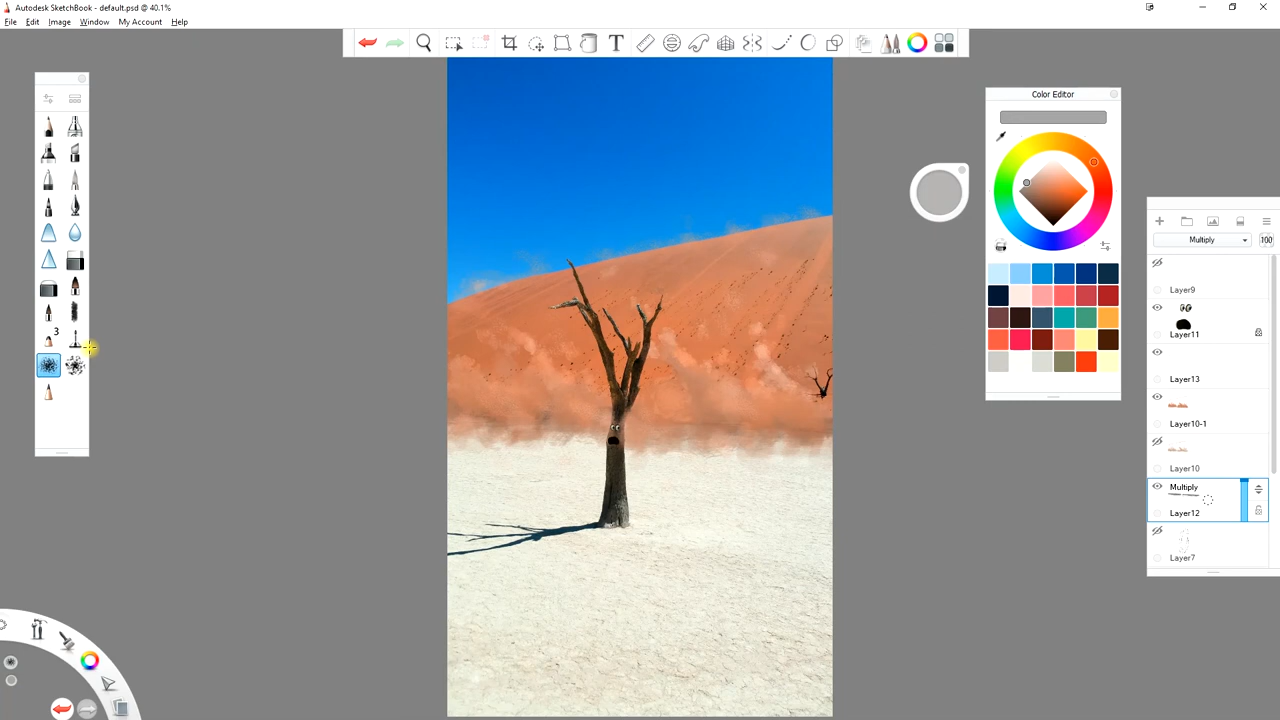 Autodesk SketchBook - default.psd @ 40.1%
File Edit Image Window My Account Help
T
Color Editor
3
Multiply 100
Layer9
Layer11
Layer13
Layer10-1
Layer10
Multiply
Layer12
Layer7